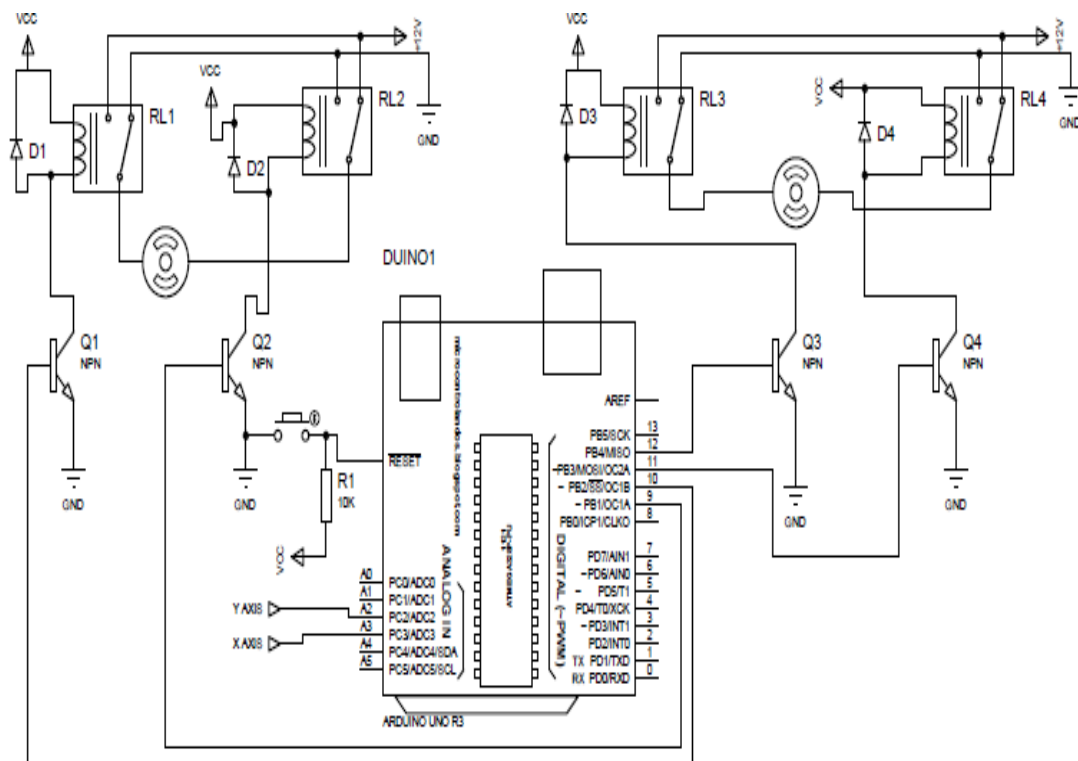 VCC
+12V
RL1
D1
VCC
RL2
D2
GND
VCC
D3
RL3
+12V
VCC
D4
RL4
GND
DUINO1
Q1
NPN
GND
Q2
NPN
GND
R1
10K
VCC
Q3
NPN
GND
Q4
NPN
GND
RESET
microcontrolandos.blogspot.com
ANALOG IN
DIGITAL (~PWM)
AREF
PB5/SCK 13
PB4/MISO 12
~PB3/MOSI/OC2A 11
~PB2/SS/OC1B 10
~PB1/OC1A 9
PB0/ICP1/CLKO 8
PD7/AIN1 7
~PD6/AIN0 6
~ PD5/T1 5
PD4/T0/XCK 4
~PD3/INT1 3
PD2/INT0 2
TX PD1/TXD 1
RX PD0/RXD 0
A0 PC0/ADC0
A1 PC1/ADC1
Y AXIS A2 PC2/ADC2
X AXIS A3 PC3/ADC3
A4 PC4/ADC4/SDA
A5 PC5/ADC5/SCL
ARDUINO UNO R3